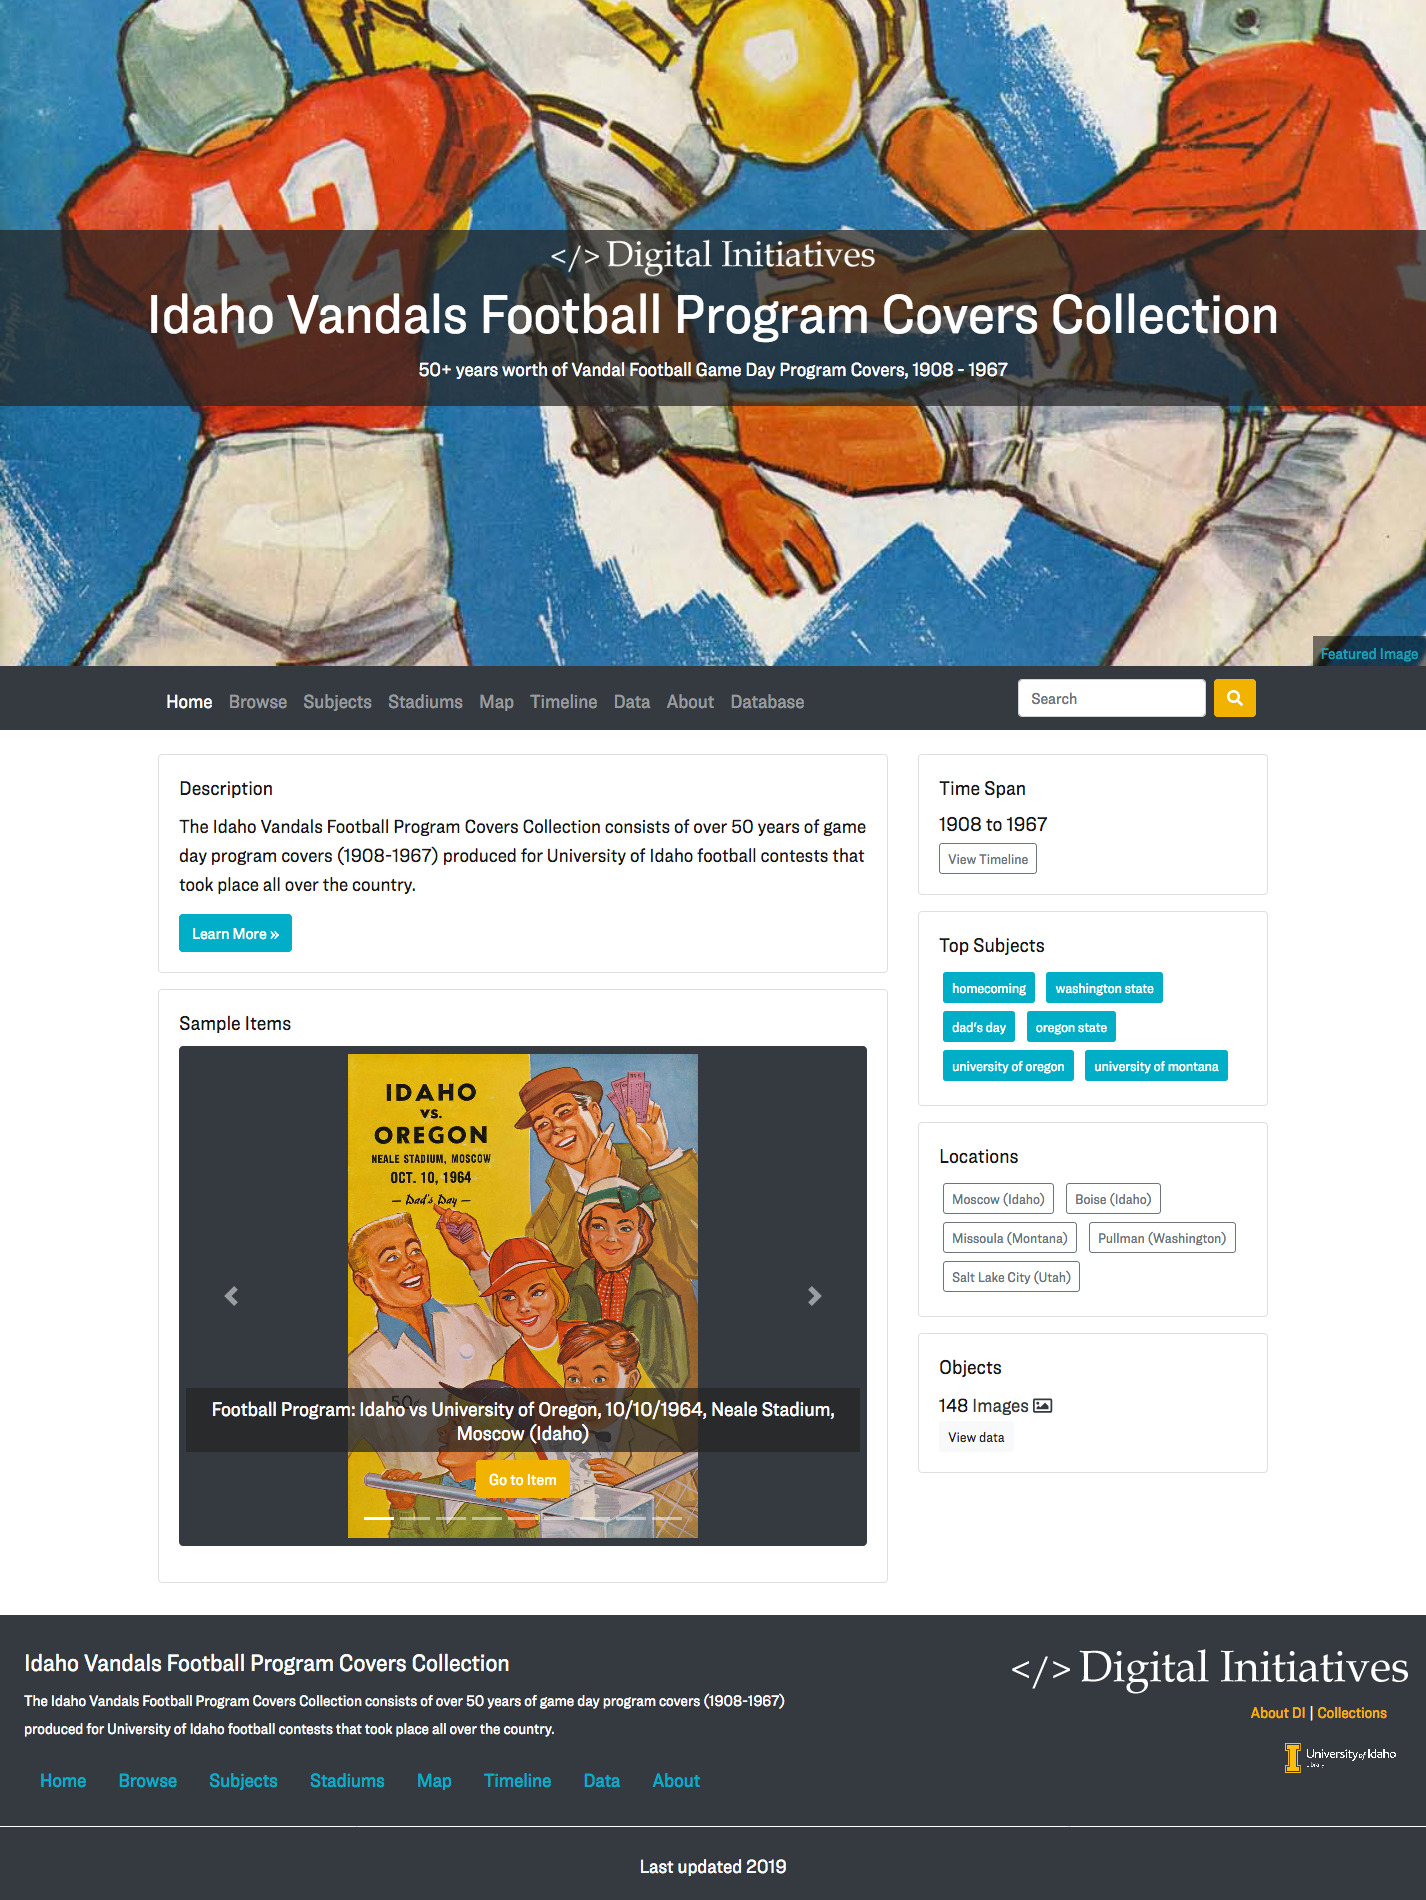 42
</> Digital Initiatives
Idaho Vandals Football Program Covers Collection
50+ years worth of Vandal Football Game Day Program Covers, 1908 - 1967
Featured Image
Home Browse Subjects Stadiums Map Timeline Data About Database
Search
Description
The Idaho Vandals Football Program Covers Collection consists of over 50 years of game
day program covers (1908-1967) produced for University of Idaho football contests that
took place all over the country.
Learn More »
Sample Items
IDAHO
VS.
OREGON
NEALE STADIUM, MOSCOW
OCT. 10, 1964
— Dad's Day —
50¢
Football Program: Idaho vs University of Oregon, 10/10/1964, Neale Stadium,
Moscow (Idaho)
Go to Item
Time Span
1908 to 1967
View Timeline
Top Subjects
homecoming washington state
dad's day oregon state
university of oregon university of montana
Locations
Moscow (Idaho) Boise (Idaho)
Missoula (Montana) Pullman (Washington)
Salt Lake City (Utah)
Objects
148 Images
View data
Idaho Vandals Football Program Covers Collection
The Idaho Vandals Football Program Covers Collection consists of over 50 years of game day program covers (1908-1967)
produced for University of Idaho football contests that took place all over the country.
Home Browse Subjects Stadiums Map Timeline Data About
</> Digital Initiatives
About DI | Collections
University of Idaho
Last updated 2019